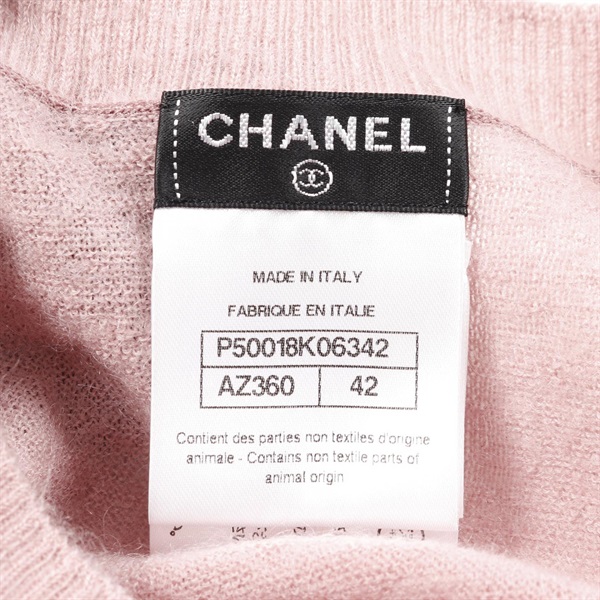 CHANEL
MADE IN ITALY
FABRIQUE EN ITALIE
P50018K06342
AZ360 42
Contient des parties non textiles d'origine
animale - Contains non textile parts of
animal origin